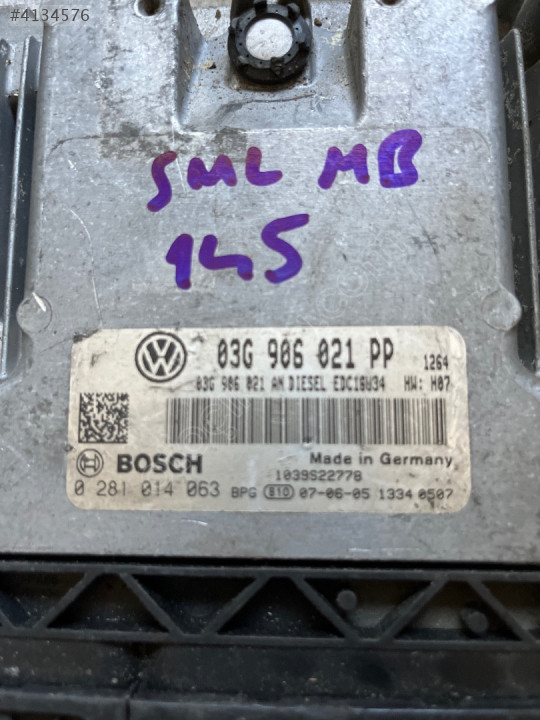 #4134576
SML MB
145
03G 906 021 PP 1264
03G 906 021 AN DIESEL EDC16U34 HW: H07
BOSCH
Made in Germany
1039S22778
0 281 014 063 BPG 810 07-06-05 1334 0507